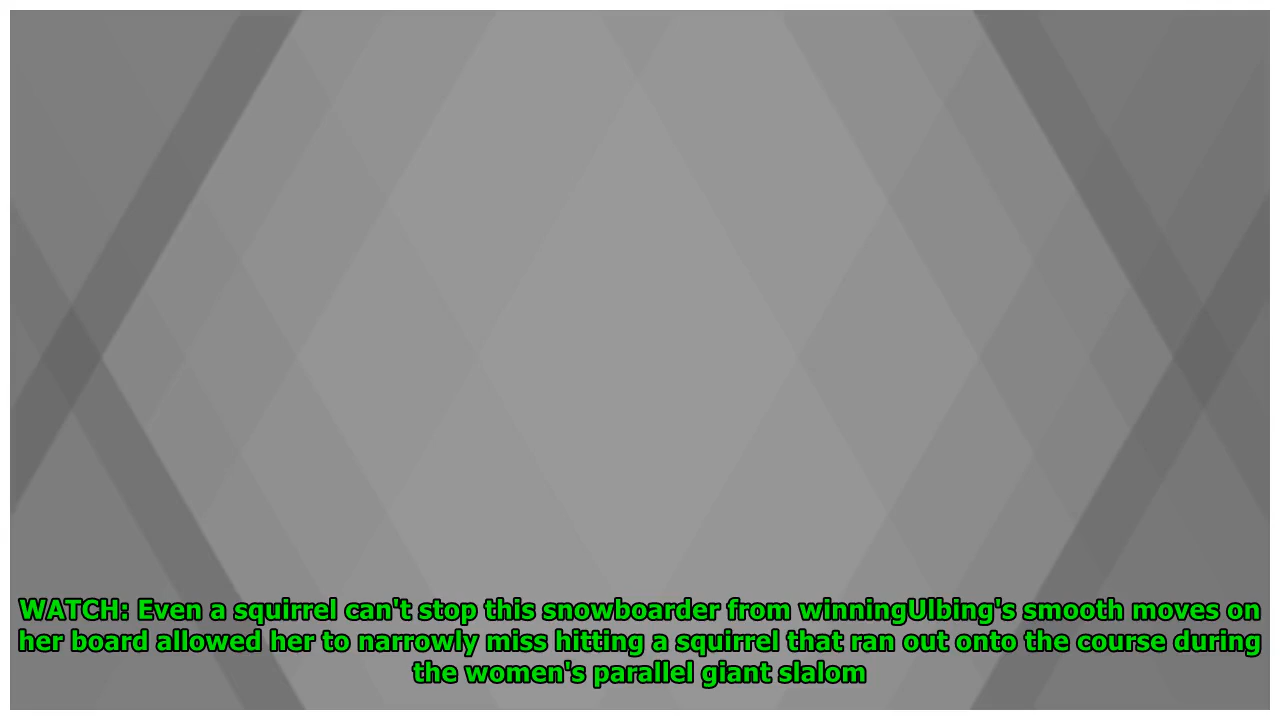 WATCH: Even a squirrel can't stop this snowboarder from winningUlbing's smooth moves on
her board allowed her to narrowly miss hitting a squirrel that ran out onto the course during
the women's parallel giant slalom